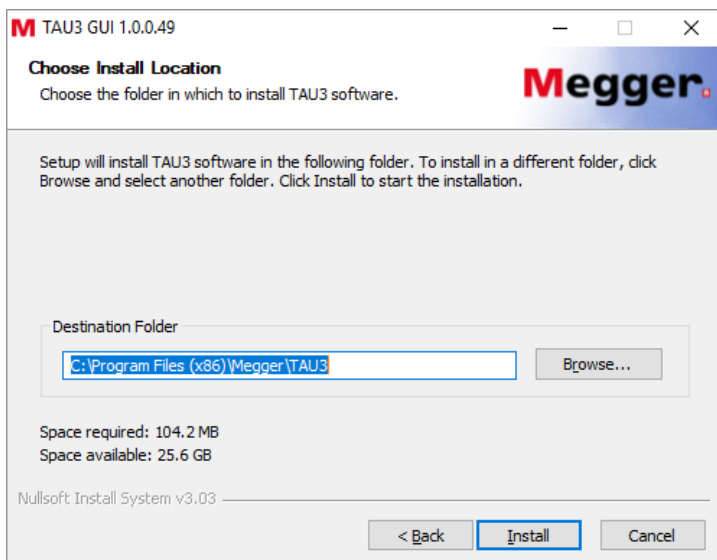 TAU3 GUI 1.0.0.49
Choose Install Location
Choose the folder in which to install TAU3 software.
Megger
Setup will install TAU3 software in the following folder. To install in a different folder, click
Browse and select another folder. Click Install to start the installation.
Destination Folder
C:\Program Files (x86)\Megger\TAU3
Browse...
Space required: 104.2 MB
Space available: 25.6 GB
Nullsoft Install System v3.03
< Back
Install
Cancel